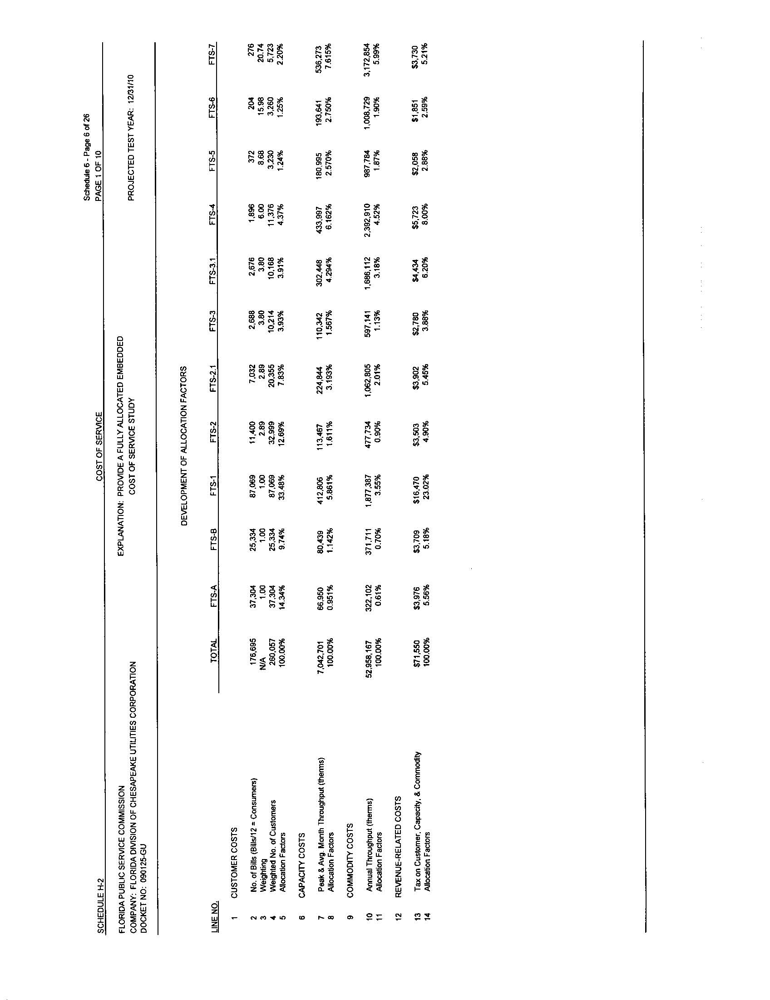 Schedule 6 - Page 6 of 26
SCHEDULE H-2 COST OF SERVICE PAGE 1 OF 10
FLORIDA PUBLIC SERVICE COMMISSION EXPLANATION: PROVIDE A FULLY ALLOCATED EMBEDDED
COMPANY: FLORIDA DIVISION OF CHESAPEAKE UTILITIES CORPORATION COST OF SERVICE STUDY PROJECTED TEST YEAR: 12/31/10
DOCKET NO: 090125-GU
DEVELOPMENT OF ALLOCATION FACTORS
LINE NO. TOTAL FTS-A FTS-B FTS-1 FTS-2 FTS-2.1 FTS-3 FTS-3.1 FTS-4 FTS-5 FTS-6 FTS-7
1 CUSTOMER COSTS
2 No. of Bills (Bills/12 = Consumers) 176,695 37,304 25,334 87,069 11,400 7,032 2,688 2,676 1,896 372 204 276
3 Weighting N/A 1.00 1.00 1.00 2.89 2.89 3.80 3.80 6.00 8.68 15.98 20.74
4 Weighted No. of Customers 260,057 37,304 25,334 87,069 32,999 20,355 10,214 10,168 11,376 3,230 3,260 5,723
5 Allocation Factors 100.00% 14.34% 9.74% 33.48% 12.69% 7.83% 3.93% 3.91% 4.37% 1.24% 1.25% 2.20%
6 CAPACITY COSTS
7 Peak & Avg. Month Throughput (therms) 7,042,701 66,950 80,439 412,806 113,467 224,844 110,342 302,448 433,997 180,995 193,641 536,273
8 Allocation Factors 100.00% 0.951% 1.142% 5.861% 1.611% 3.193% 1.567% 4.294% 6.162% 2.570% 2.750% 7.615%
9 COMMODITY COSTS
10 Annual Throughput (therms) 52,958,167 322,102 371,711 1,877,387 477,734 1,062,805 597,141 1,686,112 2,392,910 987,784 1,008,729 3,172,854
11 Allocation Factors 100.00% 0.61% 0.70% 3.55% 0.90% 2.01% 1.13% 3.18% 4.52% 1.87% 1.90% 5.99%
12 REVENUE-RELATED COSTS
13 Tax on Customer, Capacity, & Commodity $71,550 $3,976 $3,709 $16,470 $3,503 $3,902 $2,780 $4,434 $5,723 $2,058 $1,851 $3,730
14 Allocation Factors 100.00% 5.56% 5.18% 23.02% 4.90% 5.45% 3.88% 6.20% 8.00% 2.88% 2.59% 5.21%